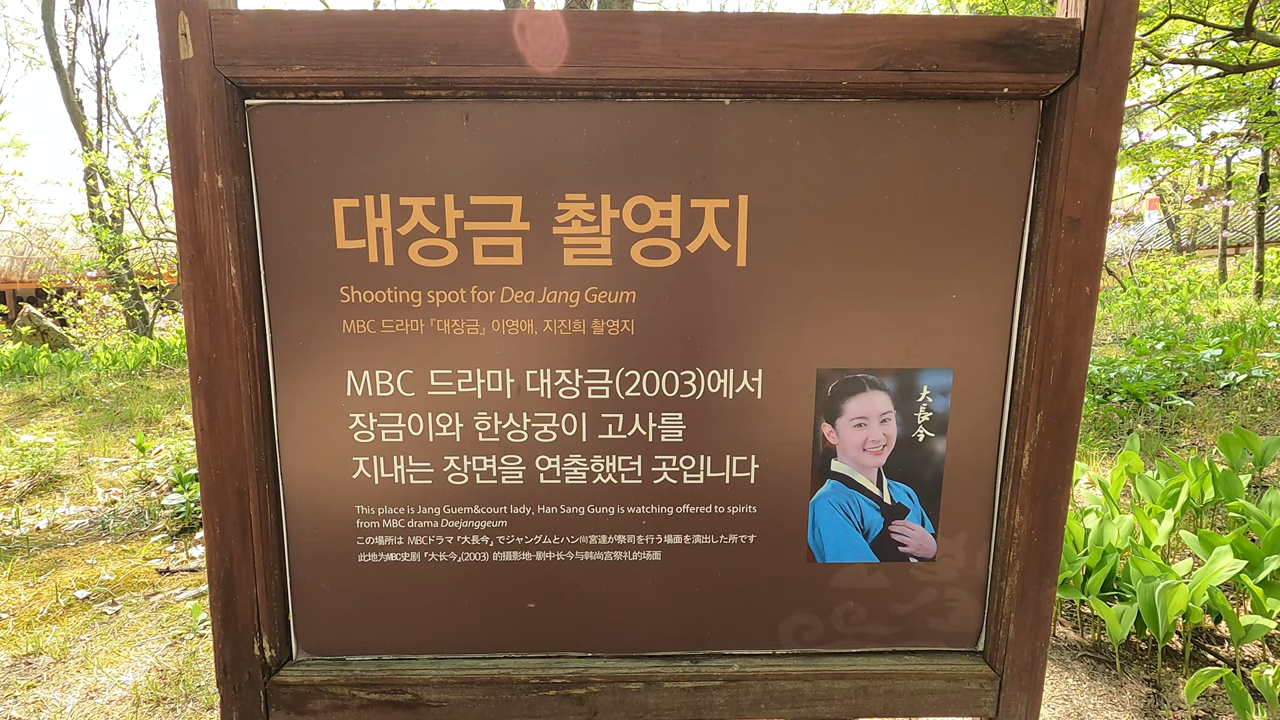 대장금 촬영지
Shooting spot for Dea Jang Geum
MBC 드라마 『대장금』 이영애, 지진희 촬영지
MBC 드라마 대장금(2003)에서
장금이와 한상궁이 고사를
지내는 장면을 연출했던 곳입니다
This place is Jang Guem&court lady, Han Sang Gung is watching offered to spirits
from MBC drama Daejanggeum
この場所は MBCドラマ『大長今』でジャングムとハン尙宮達が祭司を行う場面を演出した所です
此地为MBC史剧『大长今』(2003) 的摄影地-剧中长今与韩尚宫祭礼的场面
大長今